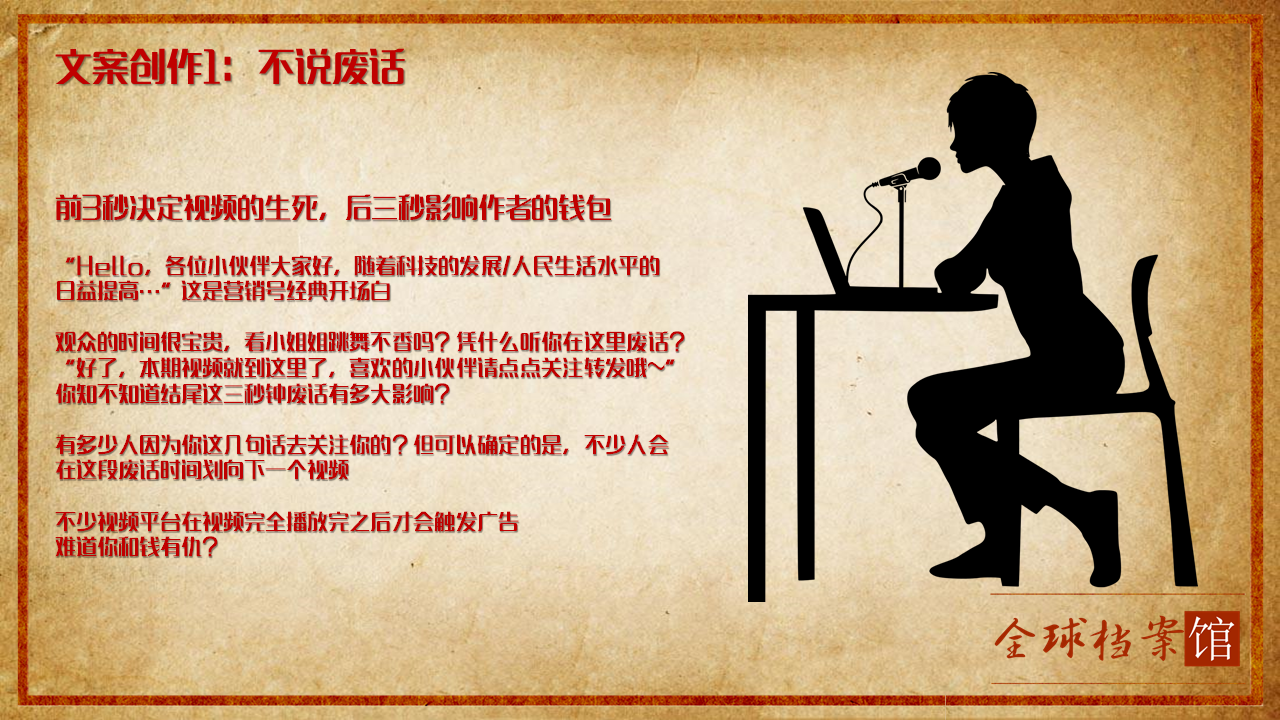 文案创作1：不说废话
前3秒决定视频的生死，后三秒影响作者的钱包
“Hello，各位小伙伴大家好，随着科技的发展/人民生活水平的
日益提高…“ 这是营销号经典开场白
观众的时间很宝贵，看小姐姐跳舞不香吗？凭什么听你在这里废话？
“好了，本期视频就到这里了，喜欢的小伙伴请点点关注转发哦~“
你知不知道结尾这三秒钟废话有多大影响？
有多少人因为你这几句话去关注你的？但可以确定的是，不少人会
在这段废话时间划向下一个视频
不少视频平台在视频完全播放完之后才会触发广告
难道你和钱有仇？
全球档案馆